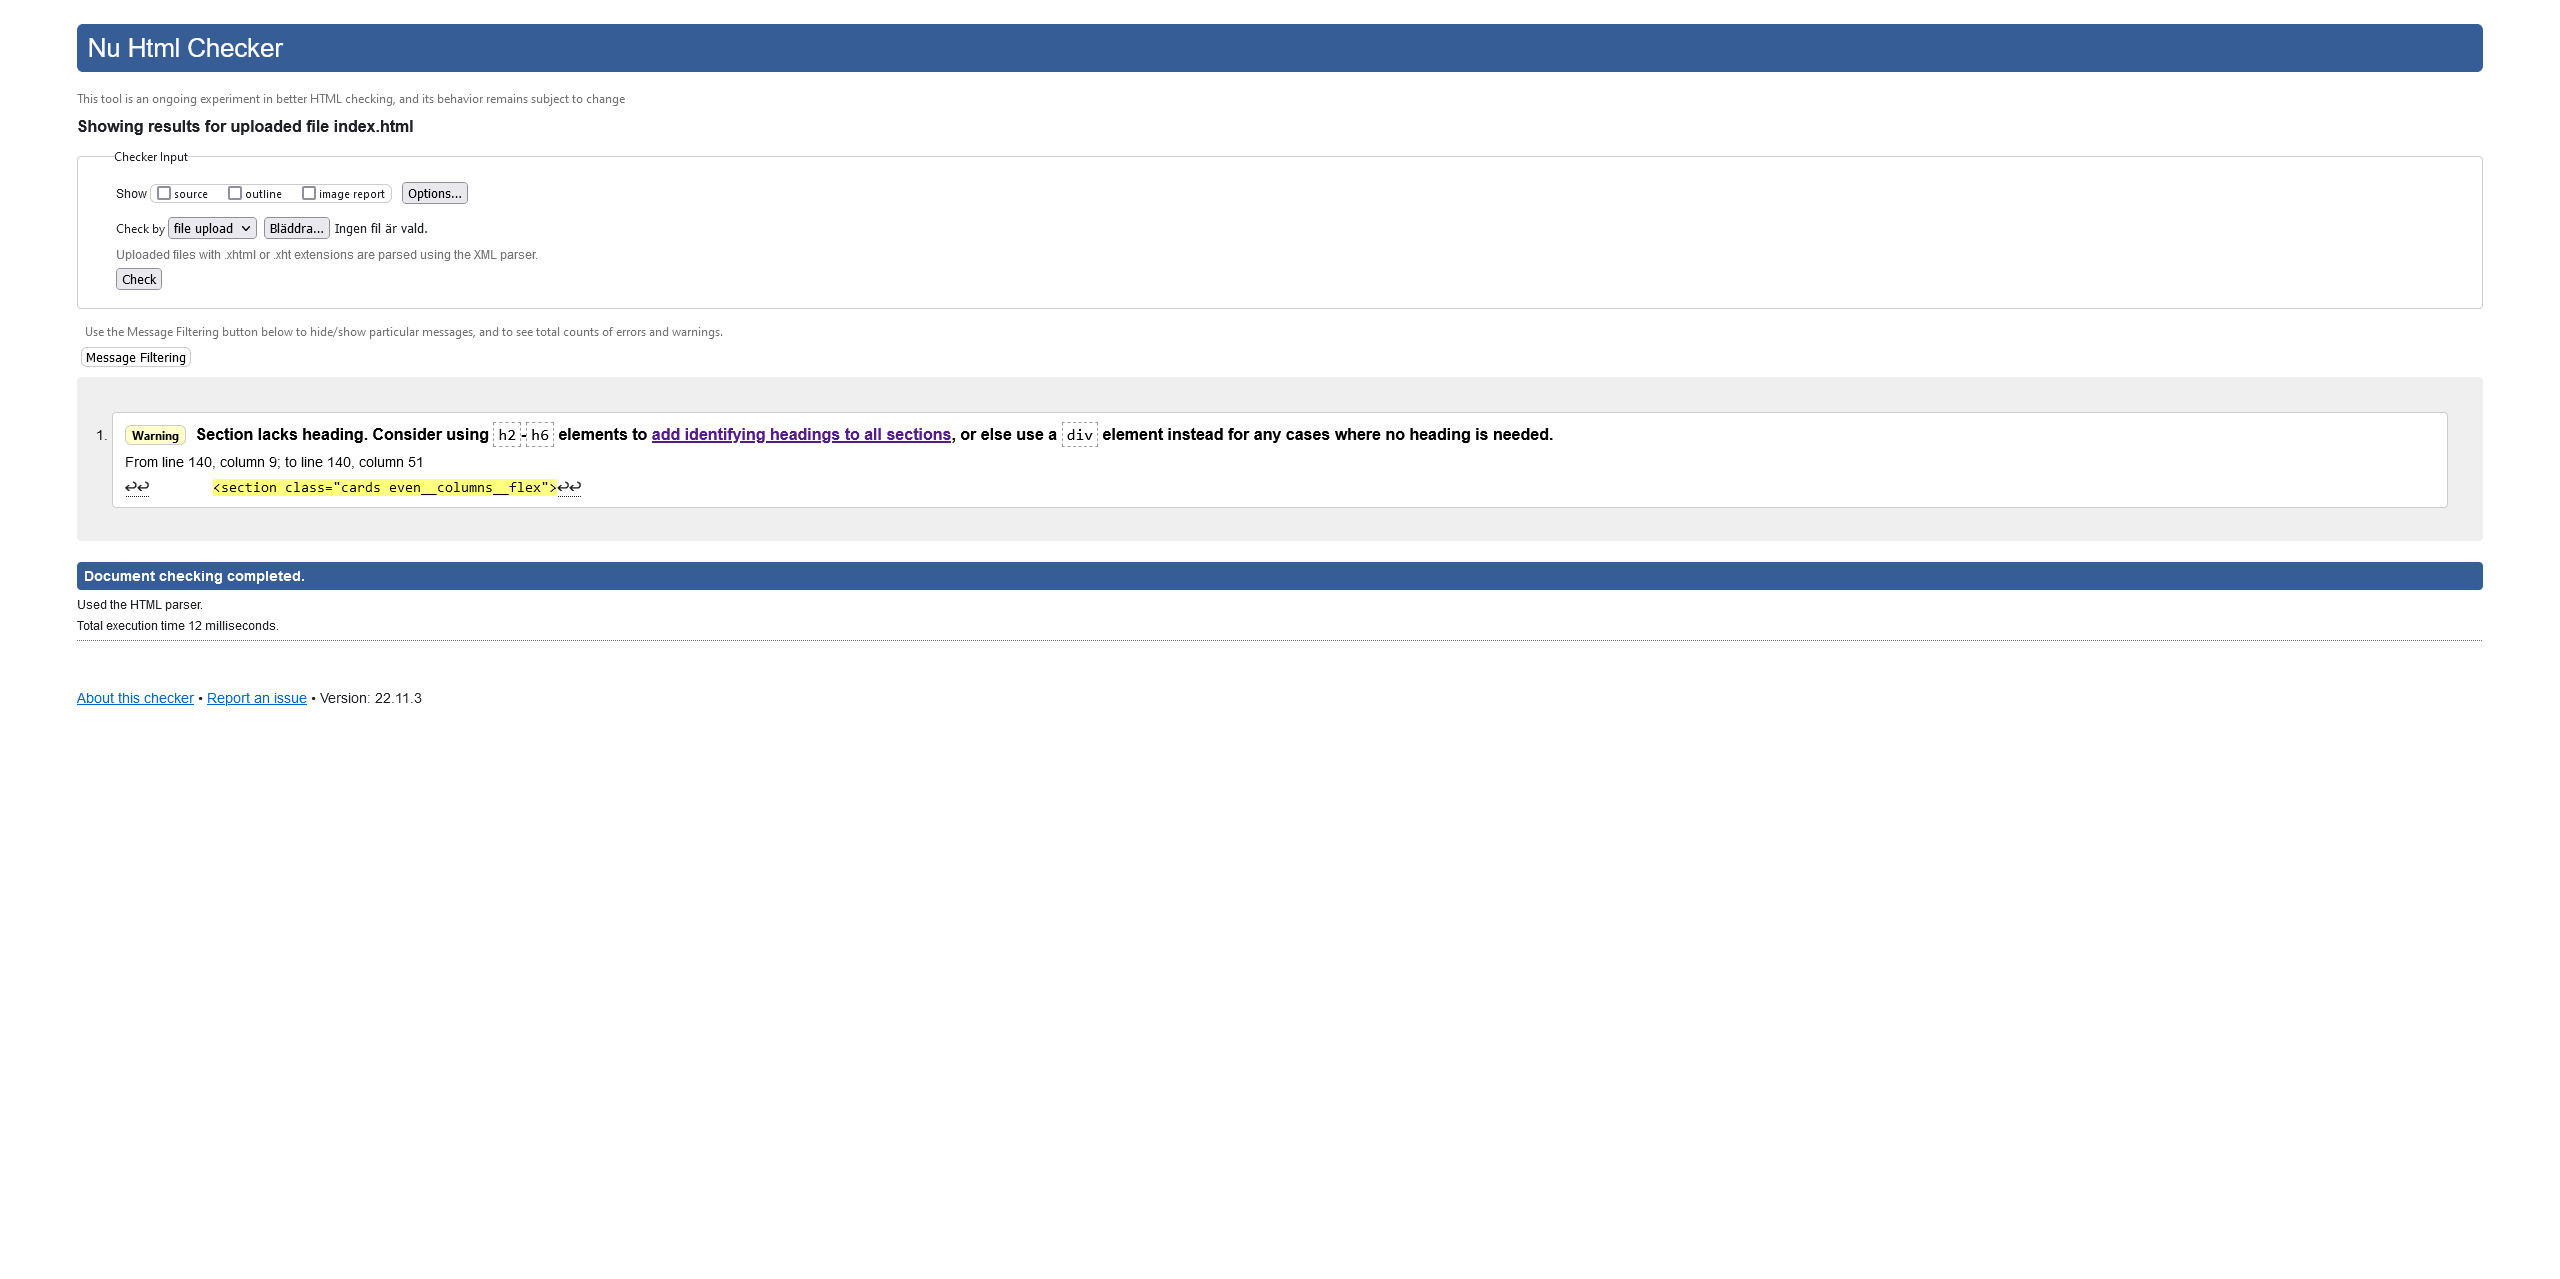 Nu Html Checker
This tool is an ongoing experiment in better HTML checking, and its behavior remains subject to change
Showing results for uploaded file index.html
Checker Input
Show source outline image report Options...
Check by file upload Bläddra... Ingen fil är vald.
Uploaded files with .xhtml or .xht extensions are parsed using the XML parser.
Check
Use the Message Filtering button below to hide/show particular messages, and to see total counts of errors and warnings.
Message Filtering
1. Warning Section lacks heading. Consider using h2-h6 elements to add identifying headings to all sections, or else use a div element instead for any cases where no heading is needed.
From line 140, column 9; to line 140, column 51
↩↩ <section class="cards even__columns__flex">↩↩
Document checking completed.
Used the HTML parser.
Total execution time 12 milliseconds.
About this checker • Report an issue • Version: 22.11.3